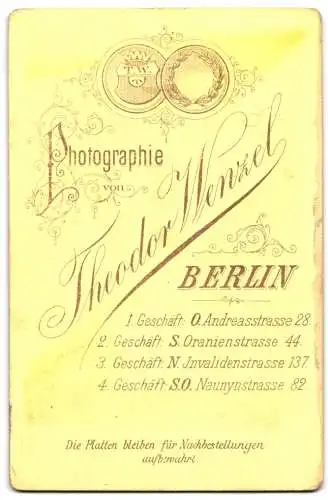 T W
Photographie
von
Theodor Wenzel
BERLIN
1 Geschäft: O. Andreasstrasse 28.
2. Geschäft: S. Oranienstrasse 44.
3. Geschäft: N. Jnvalidenstrasse 137.
4. Geschäft: S.O. Naunynstrasse 82
Die Platten bleiben für Nachbestellungen
aufbewahrt.